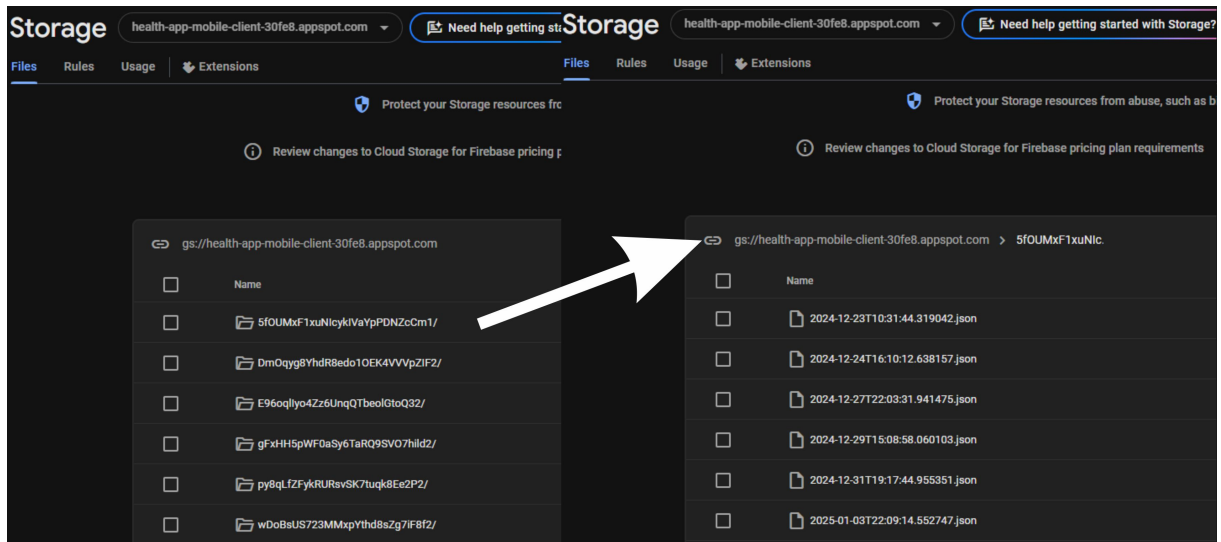 Storage
health-app-mobile-client-30fe8.appspot.com
Need help getting sta
Files Rules Usage Extensions
Protect your Storage resources fro
Review changes to Cloud Storage for Firebase pricing p
gs://health-app-mobile-client-30fe8.appspot.com
Name
5fOUMxF1xuNIcykIVaYpPDNZcCm1/
DmOqyg8YhdR8edo1OEK4VVVpZIF2/
E96oqlIyo4Zz6UnqQTbeolGtoQ32/
gFxHH5pWF0aSy6TaRQ9SVO7hild2/
py8qLfZFykRURsvSK7tuqk8Ee2P2/
wDoBsUS723MMxpYthd8sZg7iF8f2/
Storage
health-app-mobile-client-30fe8.appspot.com
Need help getting started with Storage?
Files Rules Usage Extensions
Protect your Storage resources from abuse, such as b
Review changes to Cloud Storage for Firebase pricing plan requirements
gs://health-app-mobile-client-30fe8.appspot.com > 5fOUMxF1xuNIc.
Name
2024-12-23T10:31:44.319042.json
2024-12-24T16:10:12.638157.json
2024-12-27T22:03:31.941475.json
2024-12-29T15:08:58.060103.json
2024-12-31T19:17:44.955351.json
2025-01-03T22:09:14.552747.json